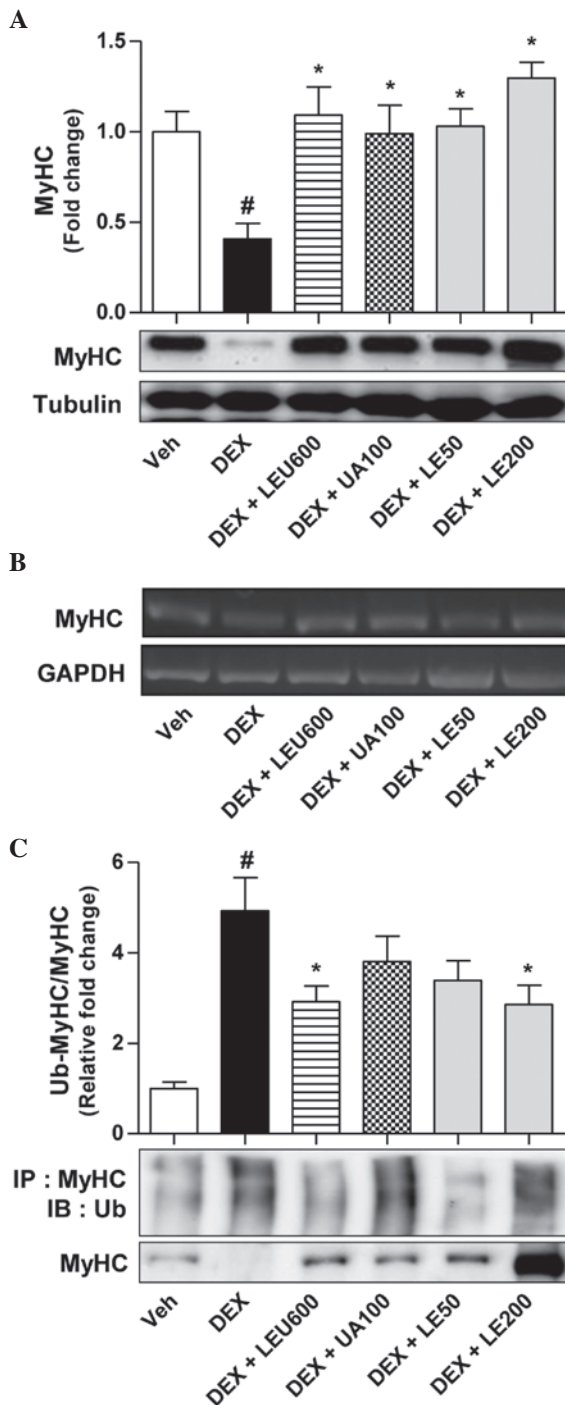 A
MyHC
(Fold change)
1.5
1.0
0.5
0.0
#
*
*
*
*
MyHC
Tubulin
Veh
DEX
DEX + LEU600
DEX + UA100
DEX + LE50
DEX + LE200
B
MyHC
GAPDH
Veh
DEX
DEX + LEU600
DEX + UA100
DEX + LE50
DEX + LE200
C
Ub-MyHC/MyHC
(Relative fold change)
6
4
2
0
#
*
*
IP : MyHC
IB : Ub
MyHC
Veh
DEX
DEX + LEU600
DEX + UA100
DEX + LE50
DEX + LE200